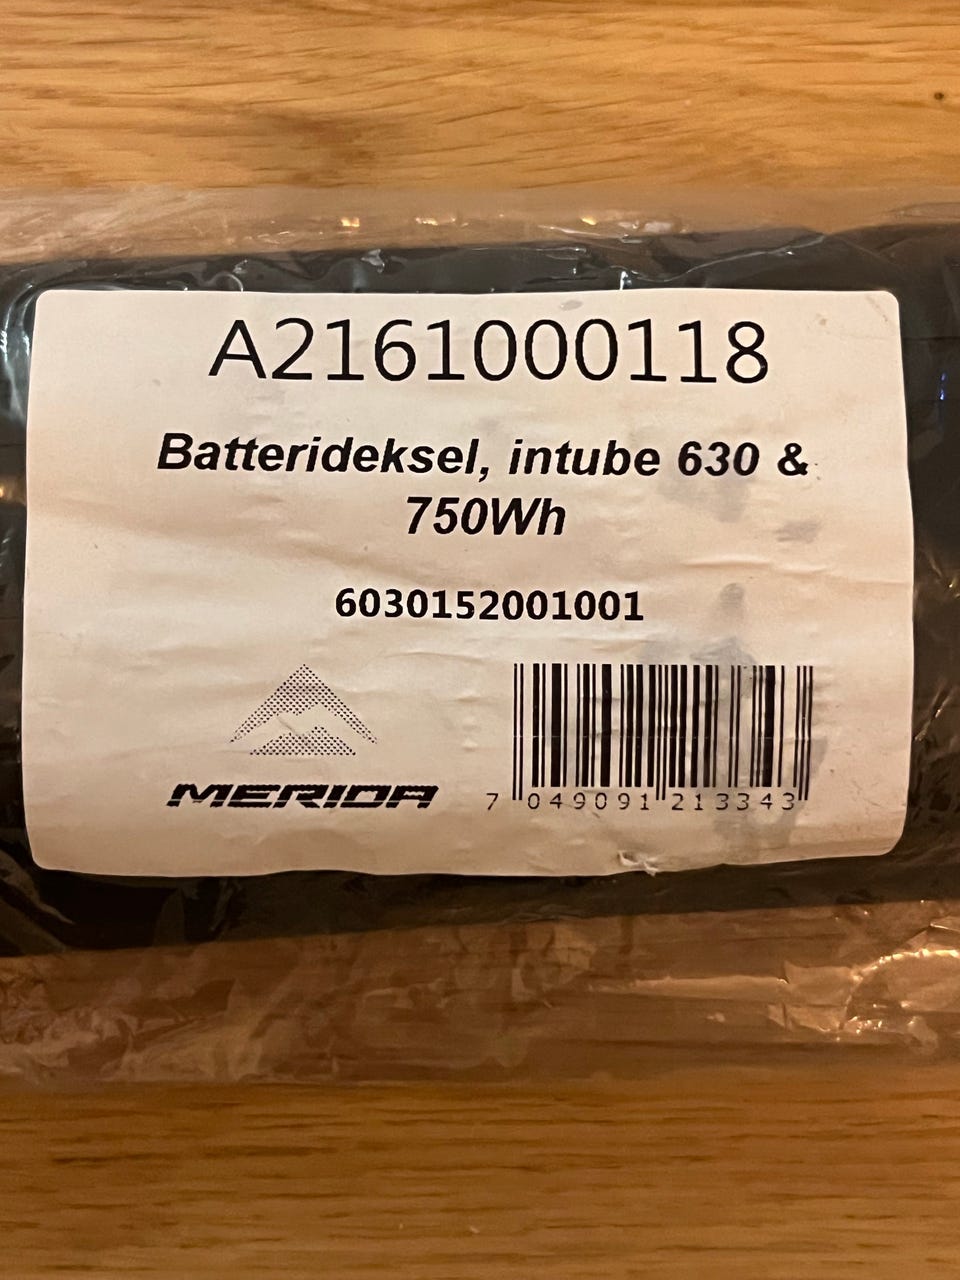 A2161000118
Batterideksel, intube 630 &
750Wh
6030152001001
MERIDA
7 049091 213343